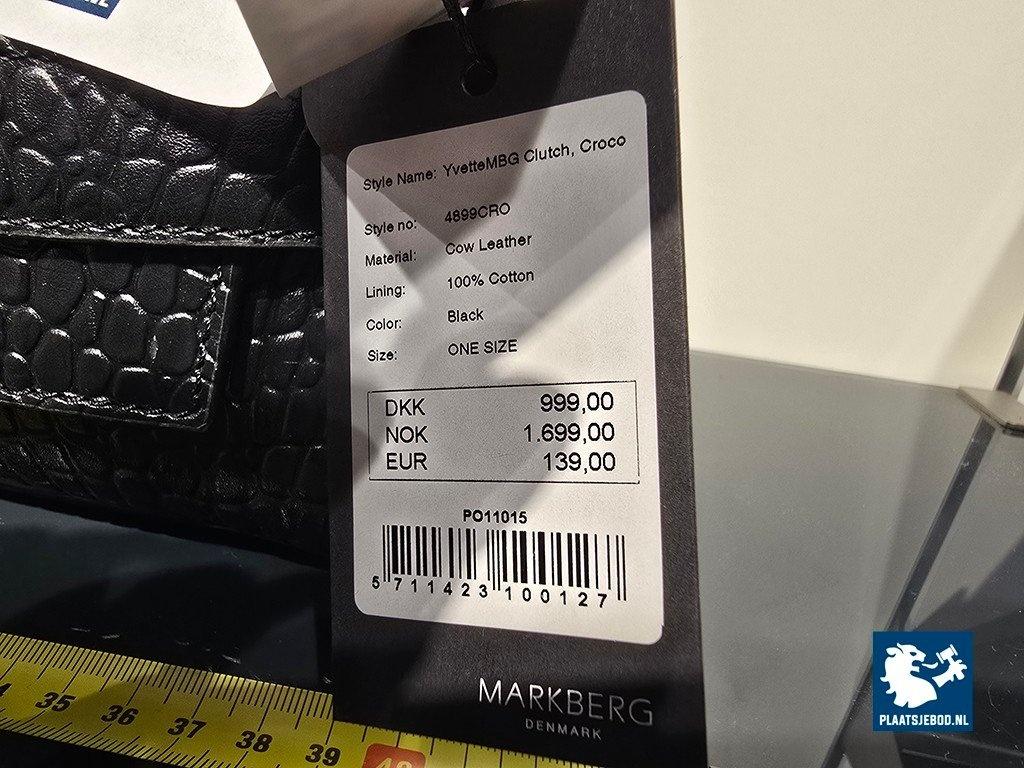 Style Name: YvetteMBG Clutch, Croco
Style no: 4899CRO
Material: Cow Leather
Lining: 100% Cotton
Color: Black
Size: ONE SIZE
DKK 999,00
NOK 1.699,00
EUR 139,00
PO11015
5 711423 100127
MARKBERG
DENMARK
35 36 37 38 39 40
PLAATSJEBOD.NL